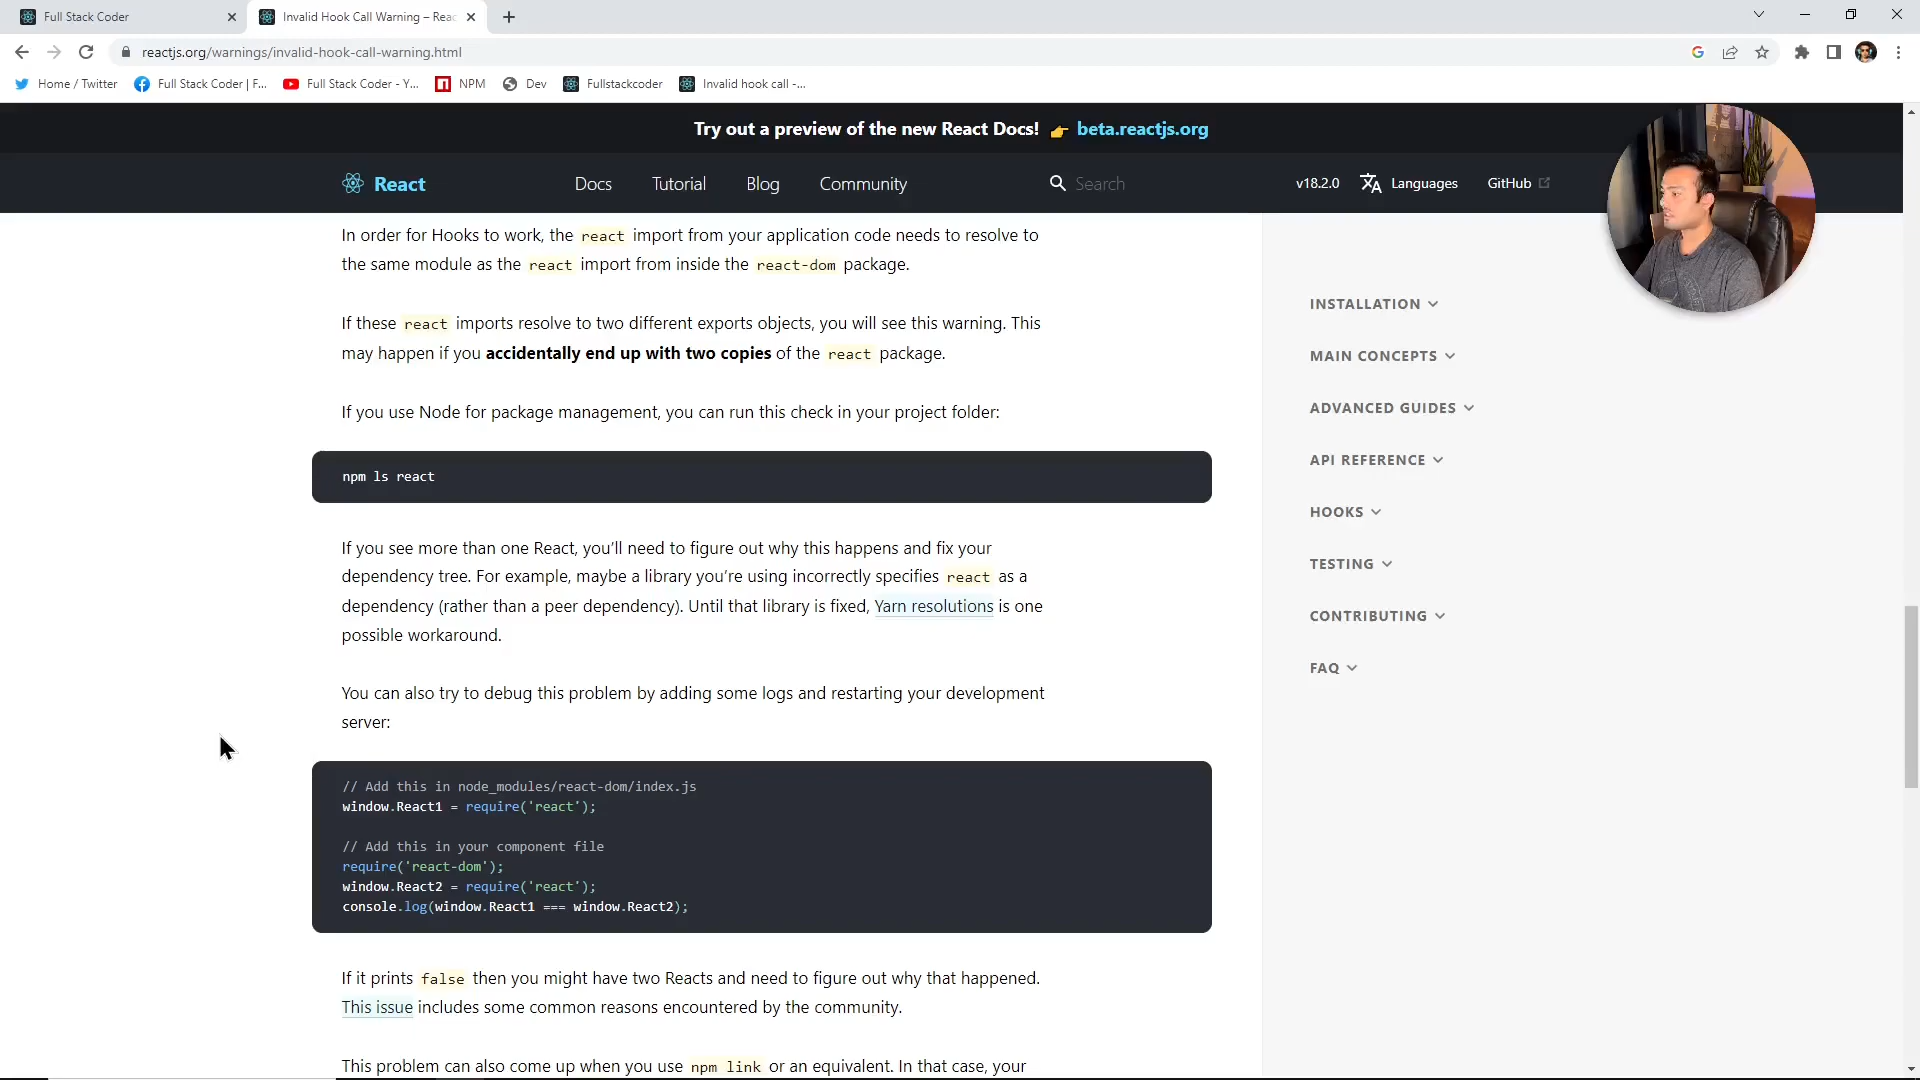 Full Stack Coder
Invalid Hook Call Warning – Reac
reactjs.org/warnings/invalid-hook-call-warning.html
Home / Twitter
Full Stack Coder | F...
Full Stack Coder - Y...
NPM
Dev
Fullstackcoder
Invalid hook call -...
Try out a preview of the new React Docs! 👉 beta.reactjs.org
React
Docs
Tutorial
Blog
Community
Search
v18.2.0
Languages
GitHub
In order for Hooks to work, the react import from your application code needs to resolve to
the same module as the react import from inside the react-dom package.
If these react imports resolve to two different exports objects, you will see this warning. This
may happen if you accidentally end up with two copies of the react package.
If you use Node for package management, you can run this check in your project folder:
npm ls react
If you see more than one React, you’ll need to figure out why this happens and fix your
dependency tree. For example, maybe a library you’re using incorrectly specifies react as a
dependency (rather than a peer dependency). Until that library is fixed, Yarn resolutions is one
possible workaround.
You can also try to debug this problem by adding some logs and restarting your development
server:
// Add this in node_modules/react-dom/index.js
window.React1 = require('react');
// Add this in your component file
require('react-dom');
window.React2 = require('react');
console.log(window.React1 === window.React2);
If it prints false then you might have two Reacts and need to figure out why that happened.
This issue includes some common reasons encountered by the community.
This problem can also come up when you use npm link or an equivalent. In that case, your
INSTALLATION
MAIN CONCEPTS
ADVANCED GUIDES
API REFERENCE
HOOKS
TESTING
CONTRIBUTING
FAQ